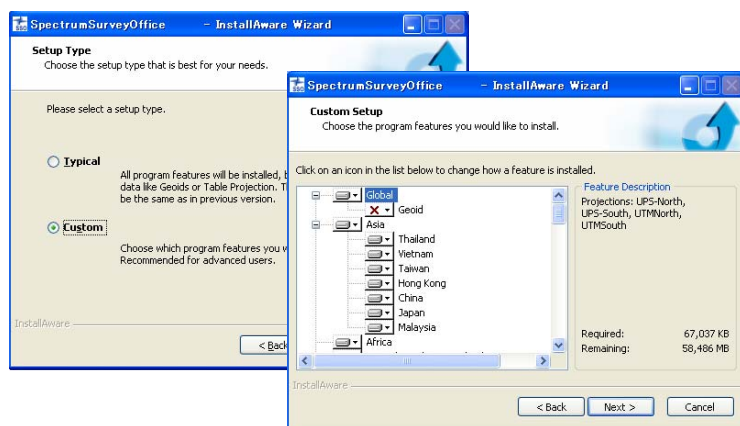 SpectrumSurveyOffice - InstallAware Wizard
Setup Type
Choose the setup type that is best for your needs.
Please select a setup type.
Typical
All program features will be installed, b
data like Geoids or Table Projection. T
be the same as in previous version.
Custom
Choose which program features you w
Recommended for advanced users.
InstallAware
< Back
SpectrumSurveyOffice - InstallAware Wizard
Custom Setup
Choose the program features you would like to install.
Click on an icon in the list below to change how a feature is installed.
Global
Geoid
Asia
Thailand
Vietnam
Taiwan
Hong Kong
China
Japan
Malaysia
Africa
Feature Description
Projections: UPS-North,
UPS-South, UTMNorth,
UTMSouth
Required: 67,037 KB
Remaining: 58,486 MB
InstallAware
< Back Next > Cancel